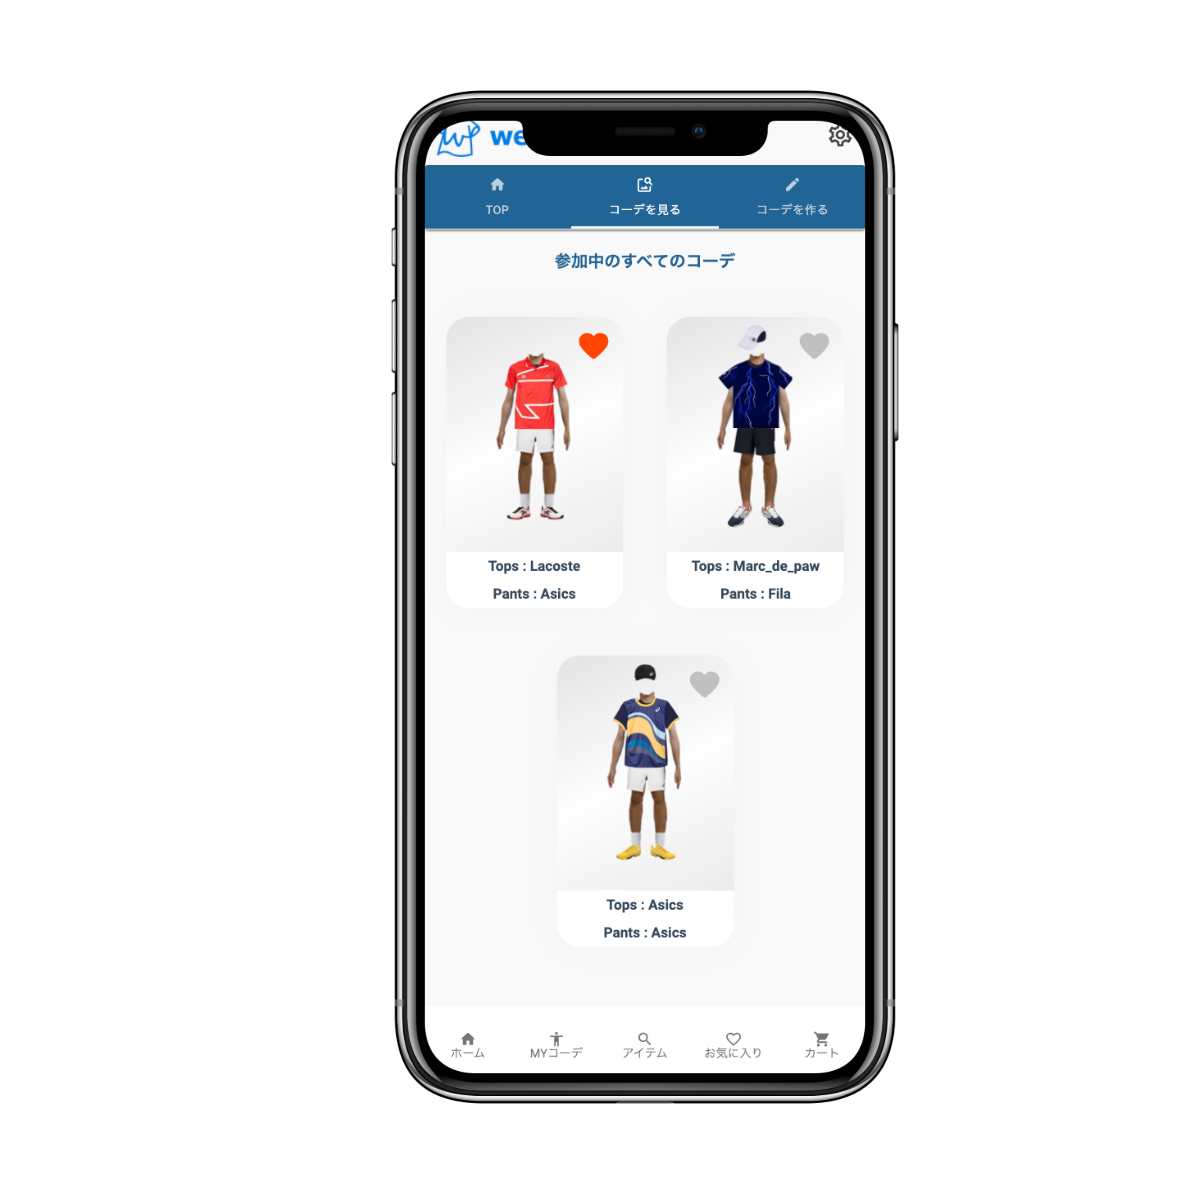 we
TOP
コーデを見る
コーデを作る
参加中のすべてのコーデ
Tops : Lacoste
Pants : Asics
Tops : Marc_de_paw
Pants : Fila
Tops : Asics
Pants : Asics
ホーム
MYコーデ
アイテム
お気に入り
カート